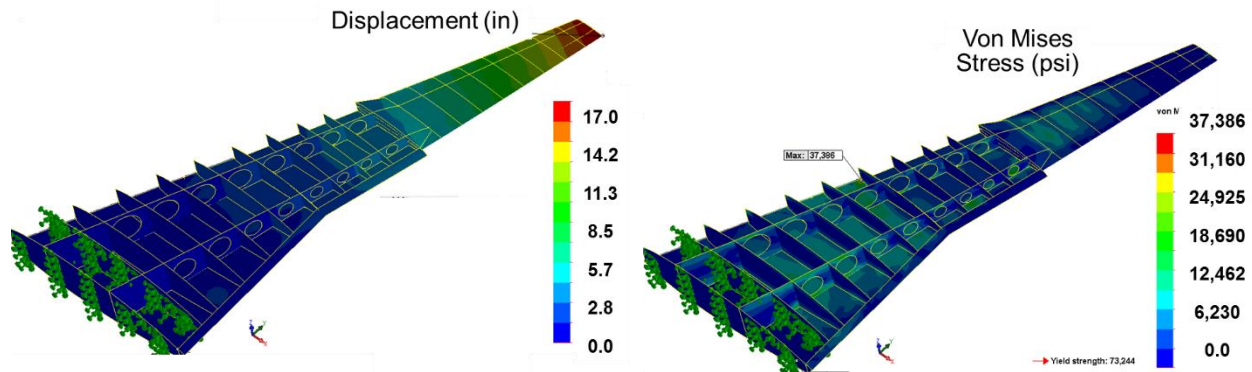 Displacement (in)
17.0
14.2
11.3
8.5
5.7
2.8
0.0
Von Mises
Stress (psi)
von M
37,386
31,160
24,925
18,690
12,462
6,230
0.0
Max: 37,386
Yield strength: 73,244